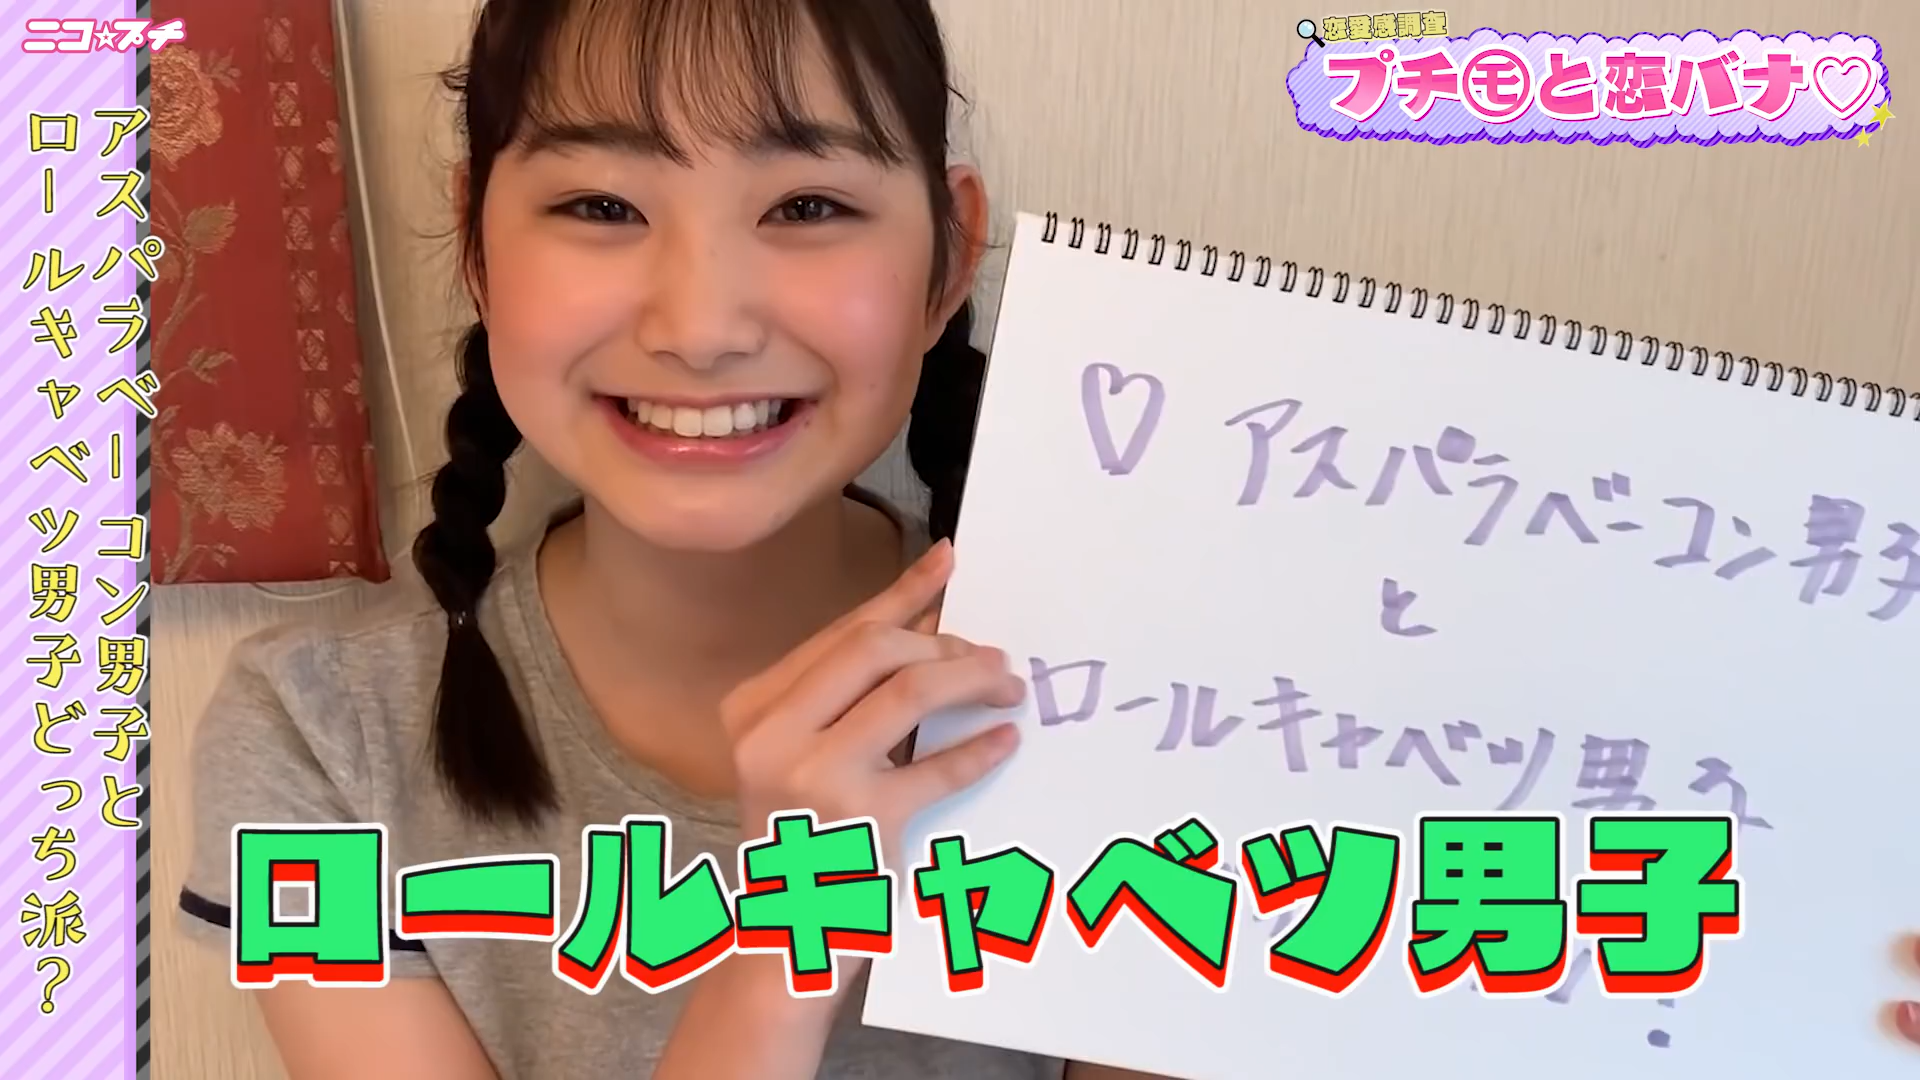 ニコ☆プチ
恋愛感調査
プチモと恋バナ♡
アスパラベーコン男子と
ロールキャベツ男子どっち派?
♡ アスパラベーコン男子
と
ロールキャベツ男子
ロールキャベツ男子